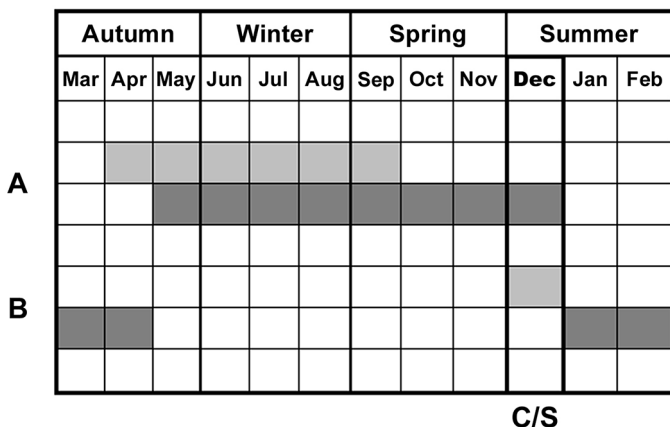 Autumn Winter Spring Summer
Mar Apr May Jun Jul Aug Sep Oct Nov Dec Jan Feb
A
B
C/S